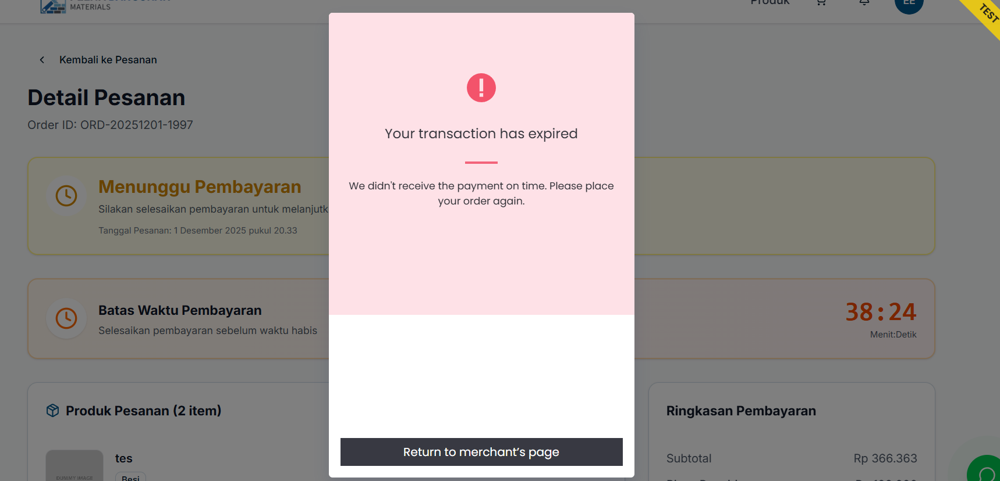 MATERIALS
Produk
EE
TEST
Kembali ke Pesanan
Detail Pesanan
Order ID: ORD-20251201-1997
Your transaction has expired
We didn't receive the payment on time. Please place
your order again.
Menunggu Pembayaran
Silakan selesaikan pembayaran untuk melanjutk
Tanggal Pesanan: 1 Desember 2025 pukul 20.33
Batas Waktu Pembayaran
Selesaikan pembayaran sebelum waktu habis
38:24
Menit:Detik
Produk Pesanan (2 item)
Ringkasan Pembayaran
tes
DUMMY IMAGE
Besi
Subtotal
Rp 366.363
Return to merchant’s page